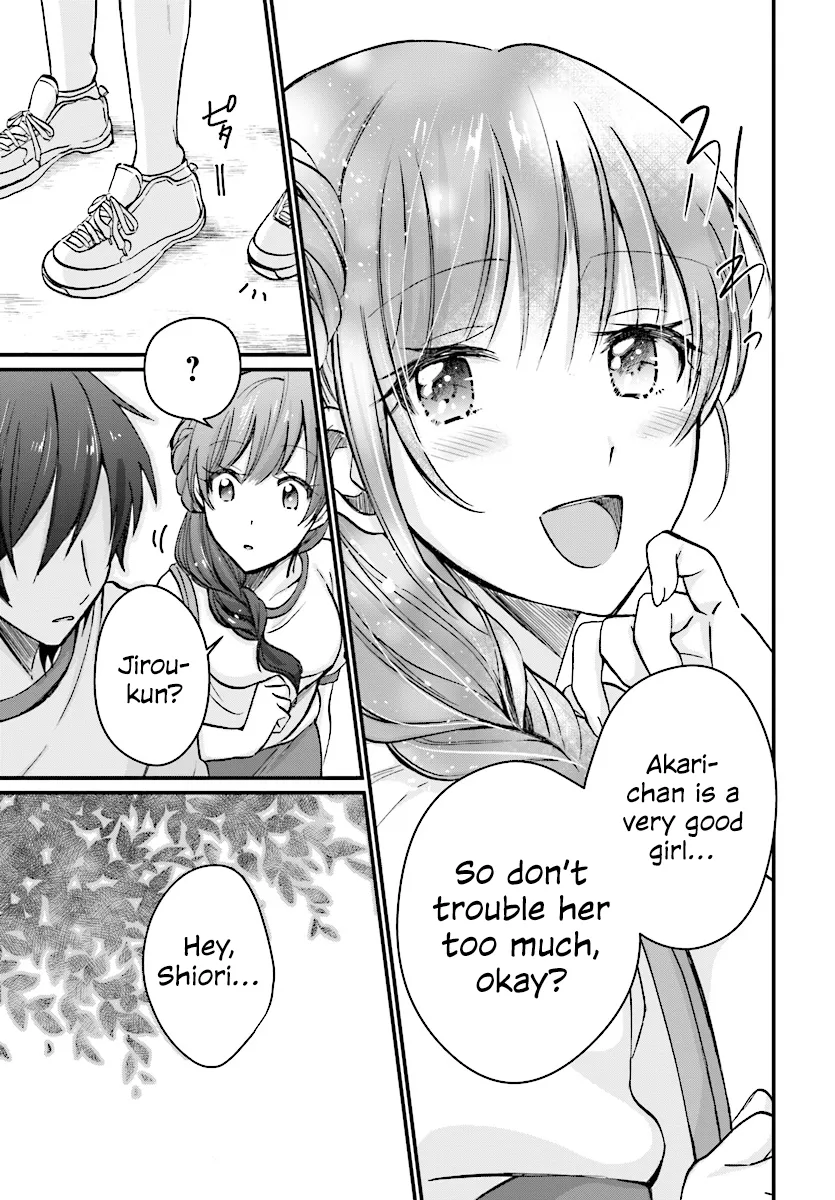 Akari-
chan is a
very good
girl...
So don't
trouble her
too much,
okay?
ピタ
?
Jirou-
kun?
Hey,
Shiori...